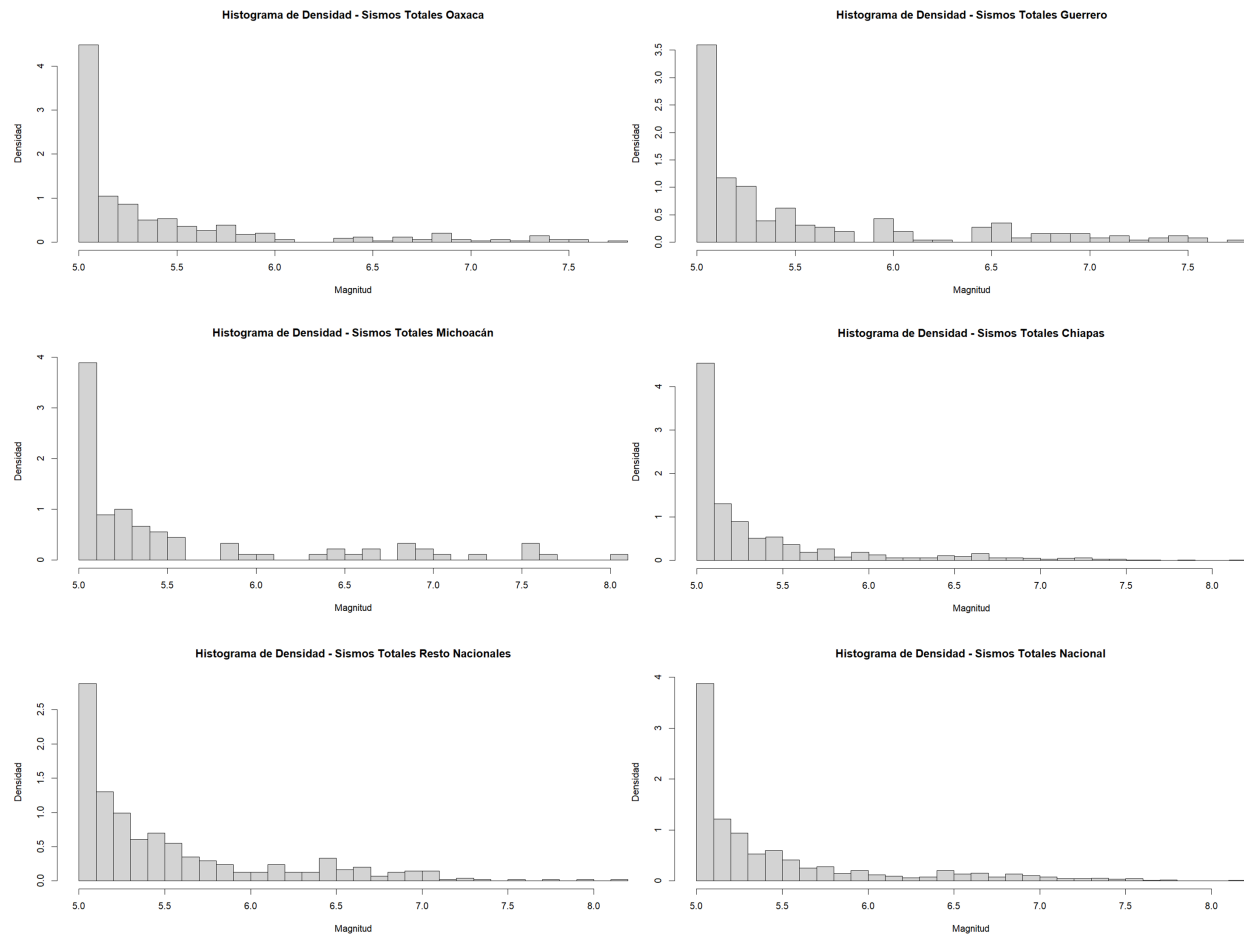 Histograma de Densidad - Sismos Totales Oaxaca
Densidad
0 1 2 3 4
5.0 5.5 6.0 6.5 7.0 7.5
Magnitud
Histograma de Densidad - Sismos Totales Guerrero
Densidad
0.0 0.5 1.0 1.5 2.0 2.5 3.0 3.5
5.0 5.5 6.0 6.5 7.0 7.5
Magnitud
Histograma de Densidad - Sismos Totales Michoacán
Densidad
0 1 2 3 4
5.0 5.5 6.0 6.5 7.0 7.5 8.0
Magnitud
Histograma de Densidad - Sismos Totales Chiapas
Densidad
0 1 2 3 4
5.0 5.5 6.0 6.5 7.0 7.5 8.0
Magnitud
Histograma de Densidad - Sismos Totales Resto Nacionales
Densidad
0.0 0.5 1.0 1.5 2.0 2.5
5.0 5.5 6.0 6.5 7.0 7.5 8.0
Magnitud
Histograma de Densidad - Sismos Totales Nacional
Densidad
0 1 2 3 4
5.0 5.5 6.0 6.5 7.0 7.5 8.0
Magnitud